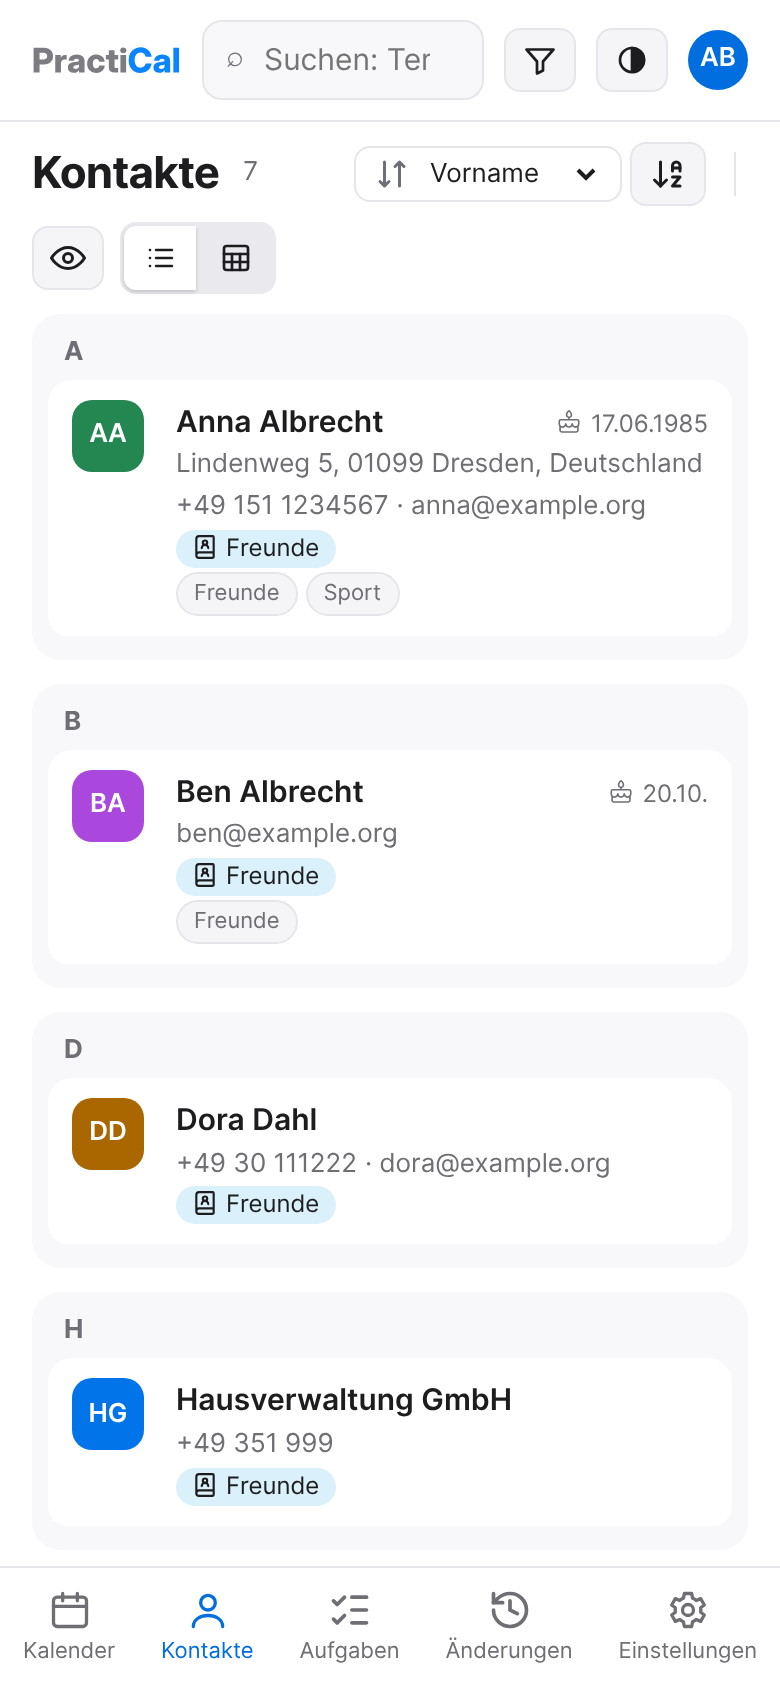 PractiCal
Suchen: Ter
AB
Kontakte 7
Vorname
A
AA
Anna Albrecht
17.06.1985
Lindenweg 5, 01099 Dresden, Deutschland
+49 151 1234567 · anna@example.org
Freunde
Freunde Sport
B
BA
Ben Albrecht
20.10.
ben@example.org
Freunde
Freunde
D
DD
Dora Dahl
+49 30 111222 · dora@example.org
Freunde
H
HG
Hausverwaltung GmbH
+49 351 999
Freunde
Kalender Kontakte Aufgaben Änderungen Einstellungen